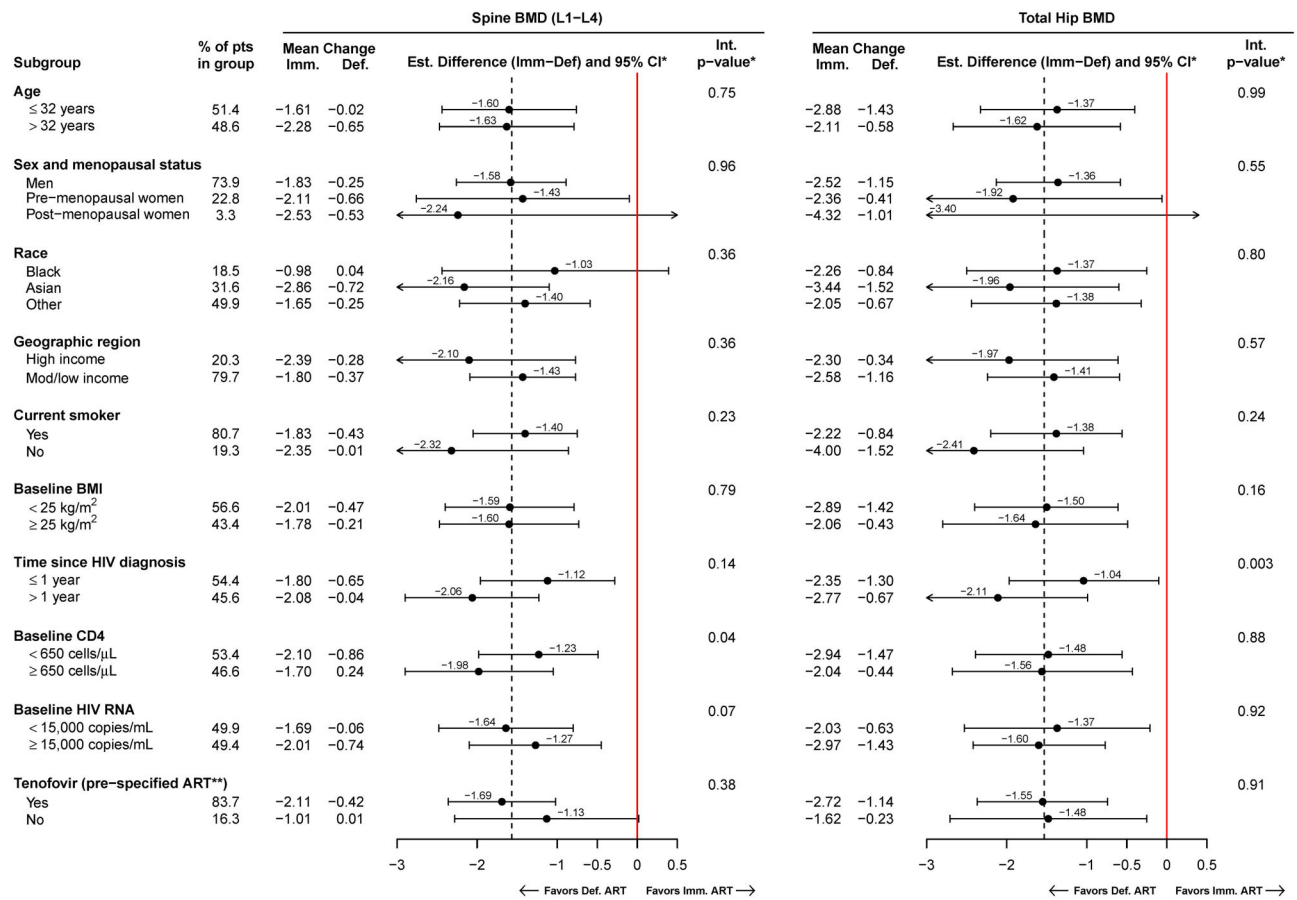 Spine BMD (L1−L4) Total Hip BMD
Subgroup % of pts in group Mean Change Imm. Def. Est. Difference (Imm−Def) and 95% CI* Int. p−value* Mean Change Imm. Def. Est. Difference (Imm−Def) and 95% CI* Int. p−value*
Age 0.75 0.99
≤ 32 years 51.4 −1.61 −0.02 −1.60 −2.88 −1.43 −1.37
> 32 years 48.6 −2.28 −0.65 −1.63 −2.11 −0.58 −1.62
Sex and menopausal status 0.96 0.55
Men 73.9 −1.83 −0.25 −1.58 −2.52 −1.15 −1.36
Pre−menopausal women 22.8 −2.11 −0.66 −1.43 −2.36 −0.41 −1.92
Post−menopausal women 3.3 −2.53 −0.53 −2.24 −4.32 −1.01 −3.40
Race 0.36 0.80
Black 18.5 −0.98 0.04 −1.03 −2.26 −0.84 −1.37
Asian 31.6 −2.86 −0.72 −2.16 −3.44 −1.52 −1.96
Other 49.9 −1.65 −0.25 −1.40 −2.05 −0.67 −1.38
Geographic region 0.36 0.57
High income 20.3 −2.39 −0.28 −2.10 −2.30 −0.34 −1.97
Mod/low income 79.7 −1.80 −0.37 −1.43 −2.58 −1.16 −1.41
Current smoker 0.23 0.24
Yes 80.7 −1.83 −0.43 −1.40 −2.22 −0.84 −1.38
No 19.3 −2.35 −0.01 −2.32 −4.00 −1.52 −2.41
Baseline BMI 0.79 0.16
< 25 kg/m² 56.6 −2.01 −0.47 −1.59 −2.89 −1.42 −1.50
≥ 25 kg/m² 43.4 −1.78 −0.21 −1.60 −2.06 −0.43 −1.64
Time since HIV diagnosis 0.14 0.003
≤ 1 year 54.4 −1.80 −0.65 −1.12 −2.35 −1.30 −1.04
> 1 year 45.6 −2.08 −0.04 −2.06 −2.77 −0.67 −2.11
Baseline CD4 0.04 0.88
< 650 cells/μL 53.4 −2.10 −0.86 −1.23 −2.94 −1.47 −1.48
≥ 650 cells/μL 46.6 −1.70 0.24 −1.98 −2.04 −0.44 −1.56
Baseline HIV RNA 0.07 0.92
< 15,000 copies/mL 49.9 −1.69 −0.06 −1.64 −2.03 −0.63 −1.37
≥ 15,000 copies/mL 49.4 −2.01 −0.74 −1.27 −2.97 −1.43 −1.60
Tenofovir (pre−specified ART**) 0.38 0.91
Yes 83.7 −2.11 −0.42 −1.69 −2.72 −1.14 −1.55
No 16.3 −1.01 0.01 −1.13 −1.62 −0.23 −1.48
−3 −2 −1 −0.5 0 0.5 −3 −2 −1 −0.5 0 0.5
← Favors Def. ART Favors Imm. ART → ← Favors Def. ART Favors Imm. ART →